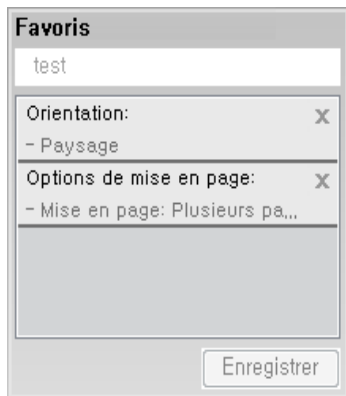 Favoris
test
Orientation:
X
- Paysage
Options de mise en page:
X
- Mise en page: Plusieurs pa...
Enregistrer